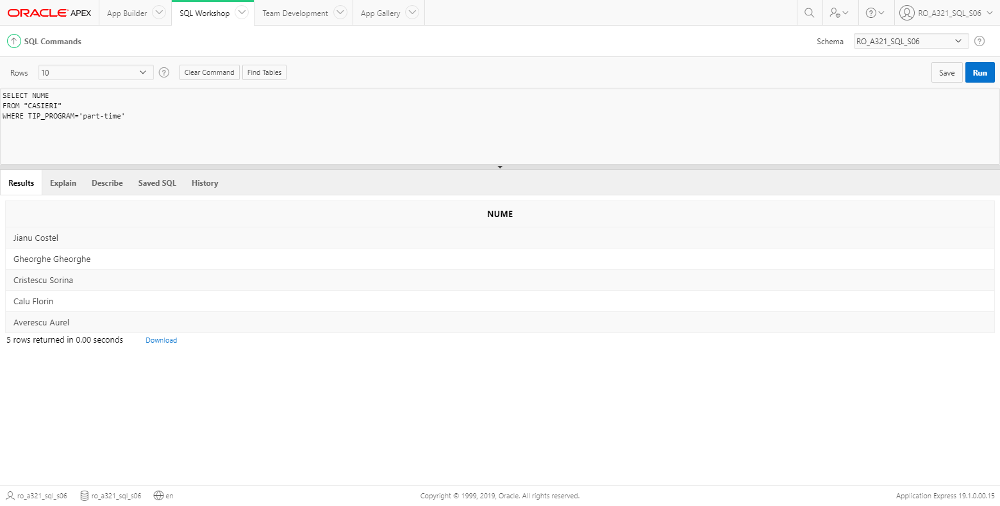 ORACLE APEX App Builder SQL Workshop Team Development App Gallery RO_A321_SQL_S06
SQL Commands Schema RO_A321_SQL_S06
Rows 10 Clear Command Find Tables Save Run
SELECT NUME
FROM "CASIERI"
WHERE TIP_PROGRAM='part-time'
Results Explain Describe Saved SQL History
NUME
Jianu Costel
Gheorghe Gheorghe
Cristescu Sorina
Calu Florin
Averescu Aurel
5 rows returned in 0.00 seconds Download
ro_a321_sql_s06 ro_a321_sql_s06 en Copyright © 1999, 2019, Oracle. All rights reserved. Application Express 19.1.0.00.15